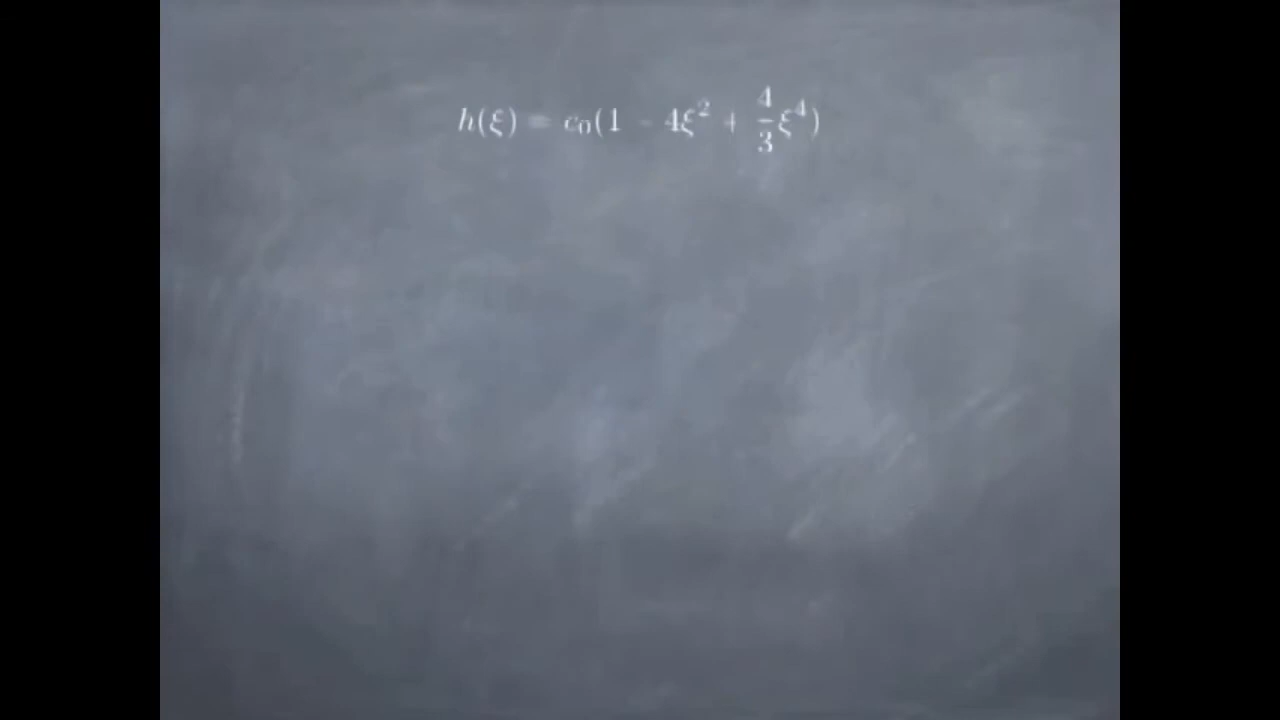 h(ξ) = c₀(1 - 4ξ² + 4/3 ξ⁴)